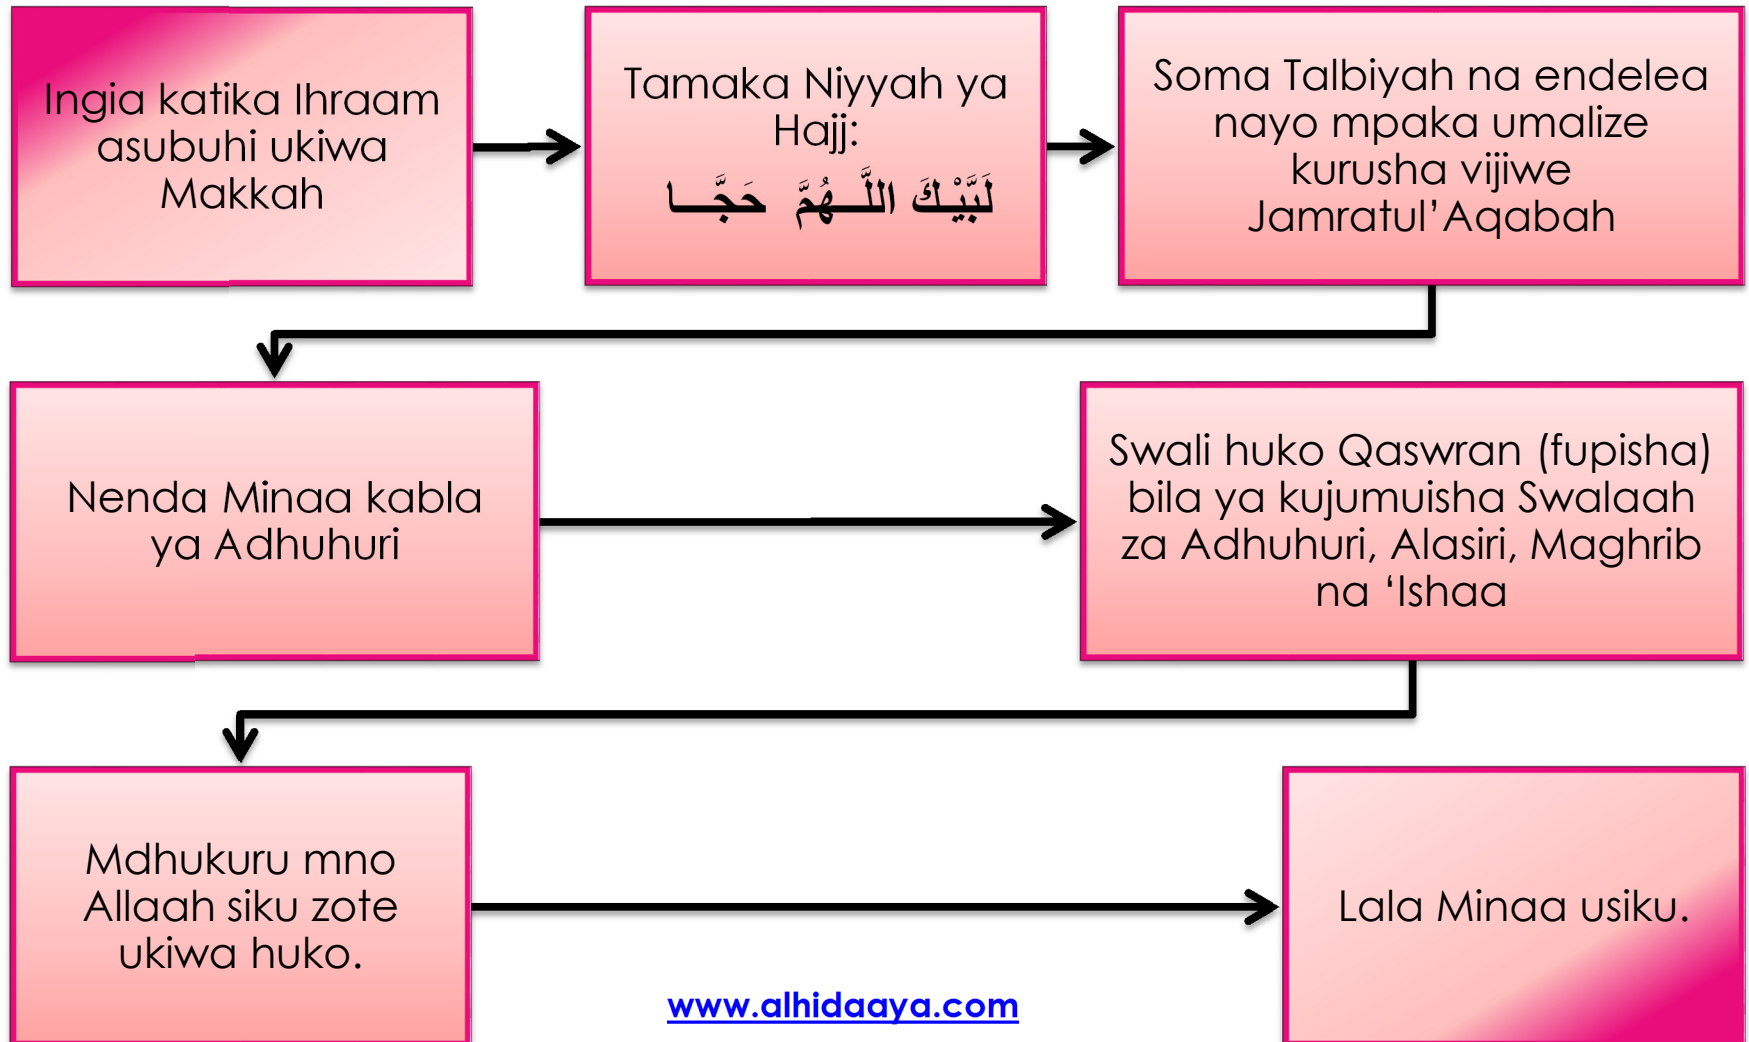 Ingia katika Ihraam
asubuhi ukiwa
Makkah
Tamaka Niyyah ya
Hajj:
لَبَّيْكَ اللَّهُمَّ حَجَّا
Soma Talbiyah na endelea
nayo mpaka umalize
kurusha vijiwe
Jamratul’Aqabah
Nenda Minaa kabla
ya Adhuhuri
Swali huko Qaswran (fupisha)
bila ya kujumuisha Swalaah
za Adhuhuri, Alasiri, Maghrib
na ‘Ishaa
Mdhukuru mno
Allaah siku zote
ukiwa huko.
Lala Minaa usiku.
www.alhidaaya.com